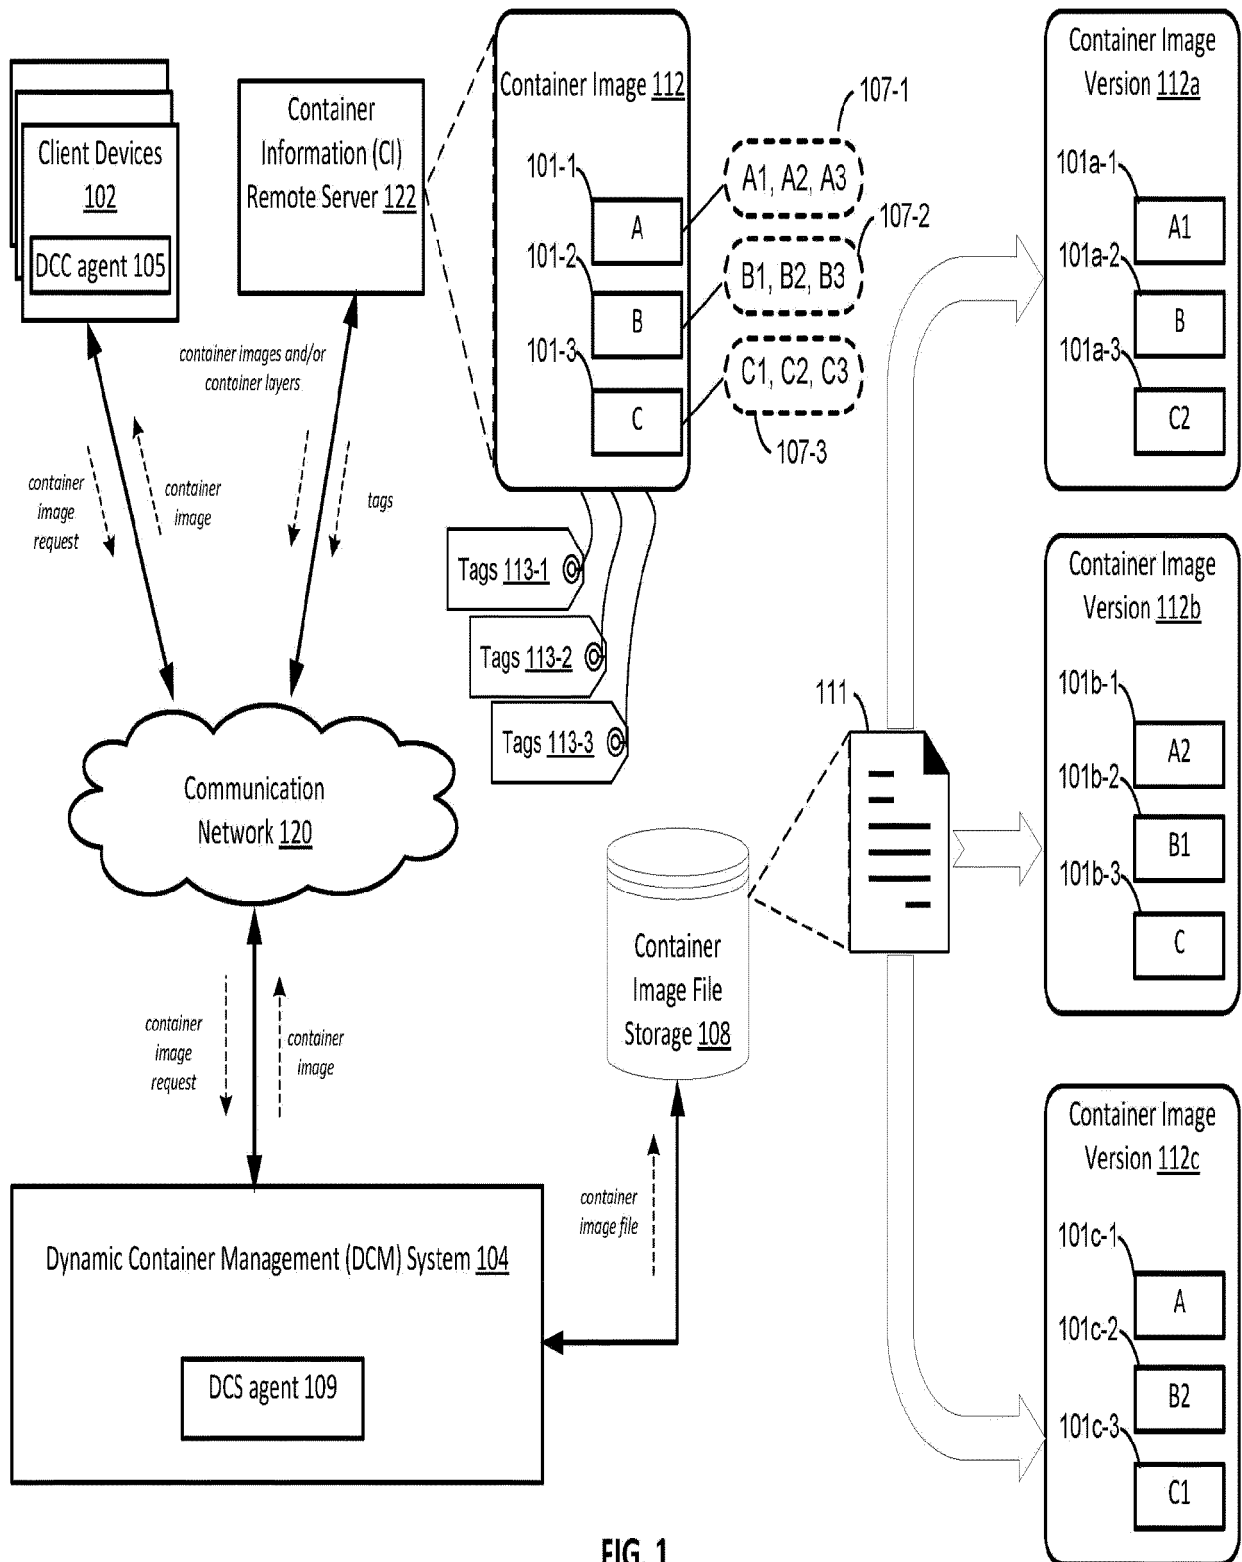 Client Devices
102
DCC agent 105
Container
Information (CI)
Remote Server 122
Container Image 112
101-1
A
101-2
B
101-3
C
107-1
A1, A2, A3
107-2
B1, B2, B3
C1, C2, C3
107-3
Container Image
Version 112a
101a-1
A1
101a-2
B
101a-3
C2
container images and/or
container layers
container
image
request
container
image
tags
Tags 113-1
Tags 113-2
Tags 113-3
Container Image
Version 112b
101b-1
A2
101b-2
B1
101b-3
C
111
Communication
Network 120
Container
Image File
Storage 108
container
image
request
container
image
container
image file
Dynamic Container Management (DCM) System 104
DCS agent 109
Container Image
Version 112c
101c-1
A
101c-2
B2
101c-3
C1
FIG. 1